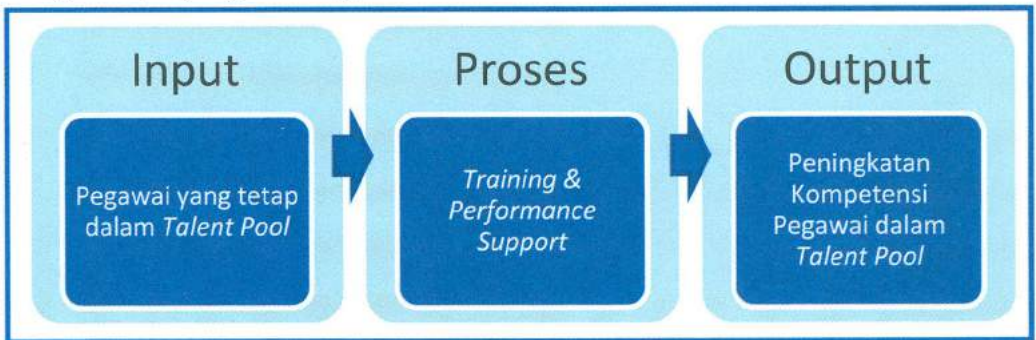 Input
Pegawai yang tetap
dalam Talent Pool
Proses
Training &
Performance
Support
Output
Peningkatan
Kompetensi
Pegawai dalam
Talent Pool